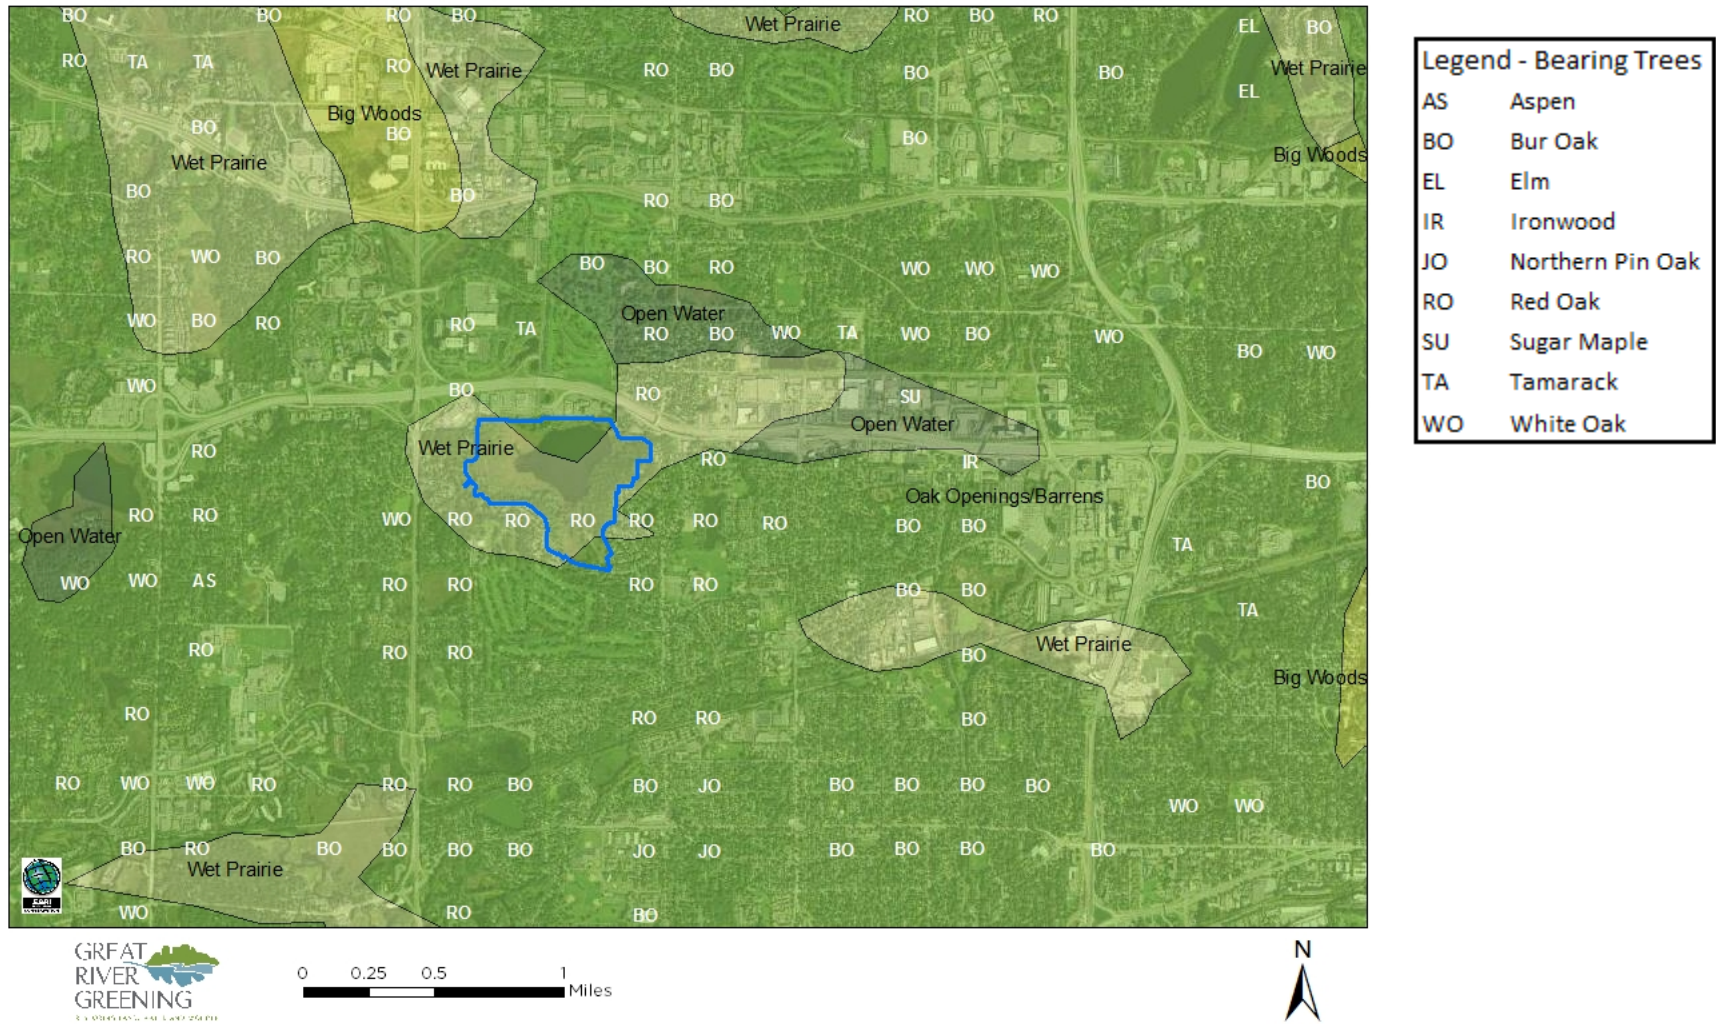 BO BO RO BO Wet Prairie RO BO RO EL BO
RO TA TA RO Wet Prairie RO BO BO BO Wet Prairie
EL
Big Woods
BO BO BO
Wet Prairie Big Woods
BO BO RO BO
RO WO BO BO BO RO WO WO WO
Open Water
WO BO RO RO TA RO BO WO TA WO BO WO
BO WO
WO BO RO SU
Open Water
RO Wet Prairie RO IR
BO
Oak Openings/Barrens
RO RO WO RO RO RO RO RO RO BO BO
Open Water TA
WO WO AS RO RO RO RO BO BO
TA
RO RO RO BO Wet Prairie
Big Woods
RO RO RO BO
RO WO WO RO RO RO BO BO JO BO BO BO BO
WO WO
BO RO BO BO BO BO JO JO BO BO BO BO
Wet Prairie
WO RO BO
ESRI
GREAT
RIVER
GREENING
0 0.25 0.5 1
Miles
N
Legend - Bearing Trees
AS Aspen
BO Bur Oak
EL Elm
IR Ironwood
JO Northern Pin Oak
RO Red Oak
SU Sugar Maple
TA Tamarack
WO White Oak